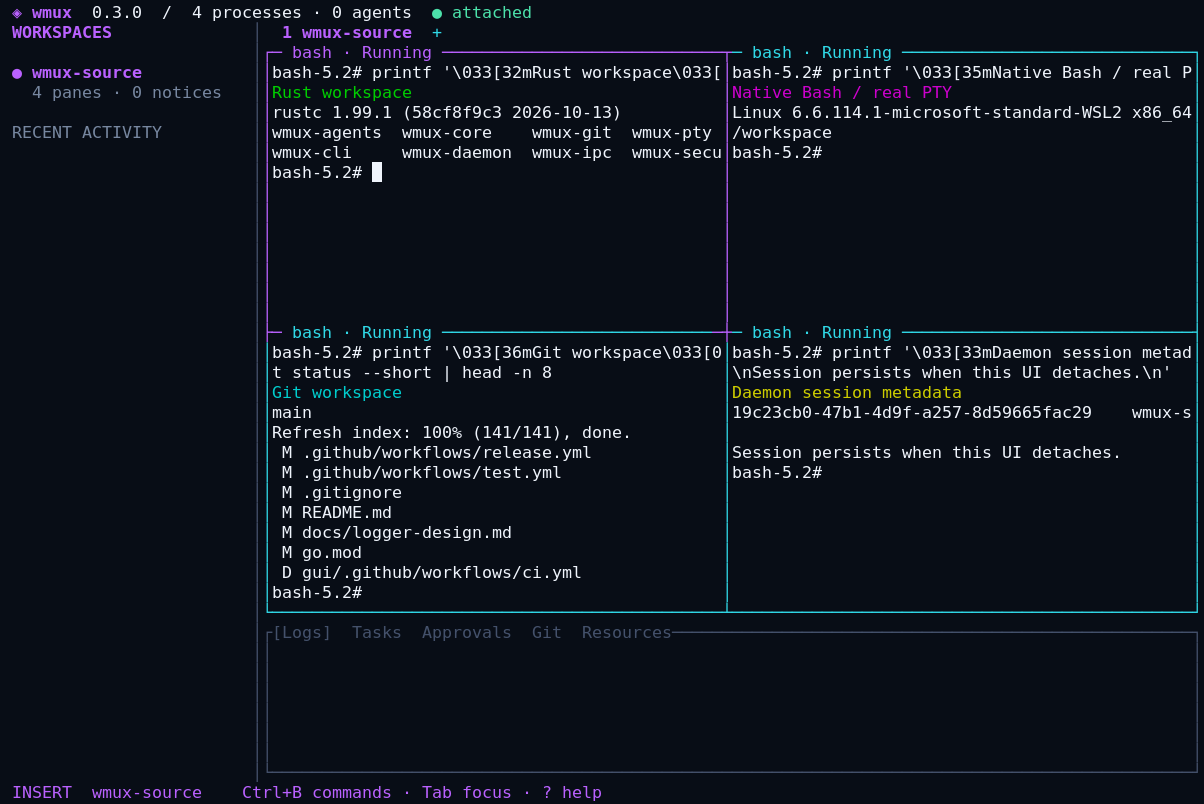 ◈ wmux  0.3.0  /  4 processes · 0 agents  ● attached
WORKSPACES
● wmux-source
4 panes · 0 notices
RECENT ACTIVITY
1 wmux-source  +
bash · Running
bash-5.2# printf '\033[32mRust workspace\033[
Rust workspace
rustc 1.99.1 (58cf8f9c3 2026-10-13)
wmux-agents  wmux-core    wmux-git  wmux-pty
wmux-cli     wmux-daemon  wmux-ipc  wmux-secu
bash-5.2#
bash · Running
bash-5.2# printf '\033[35mNative Bash / real P
Native Bash / real PTY
Linux 6.6.114.1-microsoft-standard-WSL2 x86_64
/workspace
bash-5.2#
bash · Running
bash-5.2# printf '\033[36mGit workspace\033[0
t status --short | head -n 8
Git workspace
main
Refresh index: 100% (141/141), done.
 M .github/workflows/release.yml
 M .github/workflows/test.yml
 M .gitignore
 M README.md
 M docs/logger-design.md
 M go.mod
 D gui/.github/workflows/ci.yml
bash-5.2#
bash · Running
bash-5.2# printf '\033[33mDaemon session metad
\nSession persists when this UI detaches.\n'
Daemon session metadata
19c23cb0-47b1-4d9f-a257-8d59665fac29    wmux-s
Session persists when this UI detaches.
bash-5.2#
[Logs]  Tasks  Approvals  Git  Resources
INSERT  wmux-source    Ctrl+B commands · Tab focus · ? help